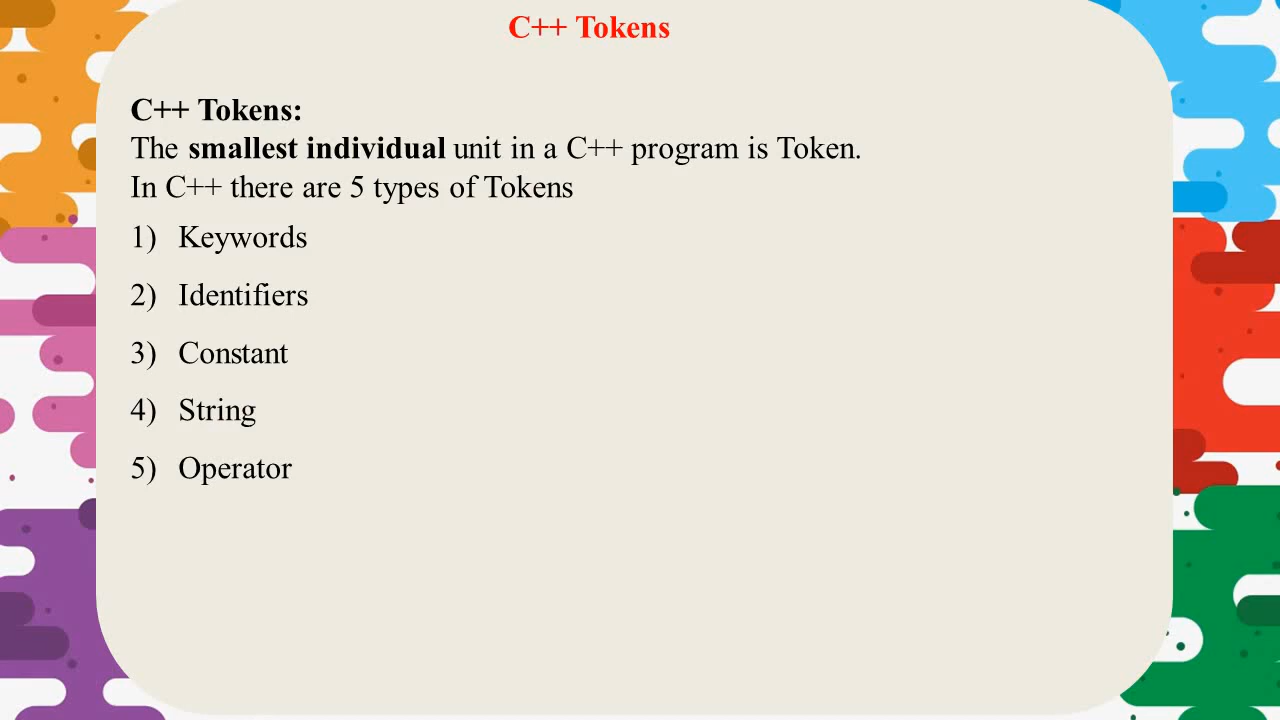 C++ Tokens
C++ Tokens:
The smallest individual unit in a C++ program is Token.
In C++ there are 5 types of Tokens
1) Keywords
2) Identifiers
3) Constant
4) String
5) Operator